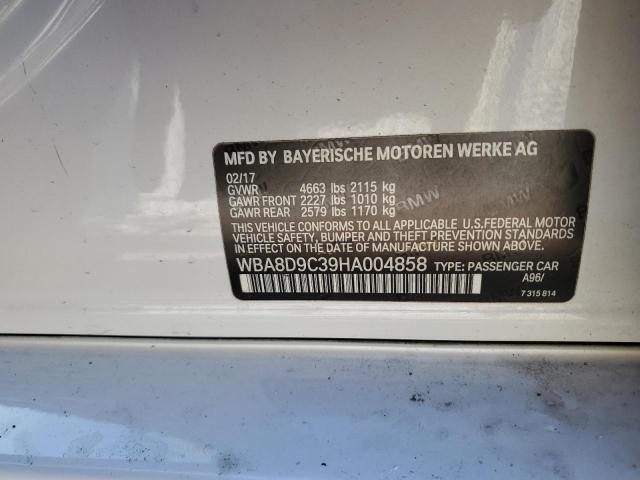 MFD BY BAYERISCHE MOTOREN WERKE AG
02/17
GVWR 4663 lbs 2115 kg
GAWR FRONT 2227 lbs 1010 kg
GAWR REAR 2579 lbs 1170 kg
THIS VEHICLE CONFORMS TO ALL APPLICABLE U.S.FEDERAL MOTOR
VEHICLE SAFETY, BUMPER, AND THEFT PREVENTION STANDARDS
IN EFFECT ON THE DATE OF MANUFACTURE SHOWN ABOVE.
WBA8D9C39HA004858 TYPE: PASSENGER CAR
A96/
7 315 814